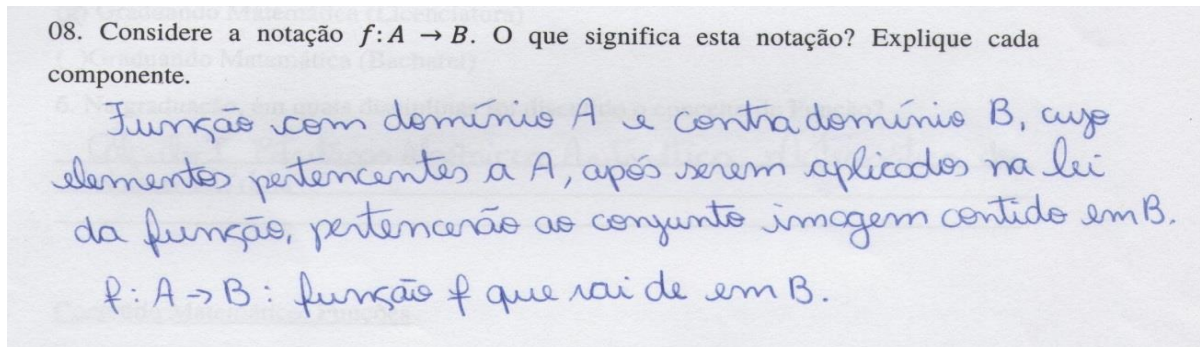 08. Considere a notação f: A → B. O que significa esta notação? Explique cada
componente.
Função com domínio A e contradomínio B, cujo
elementos pertencentes a A, após serem aplicados na lei
da função, pertencerão ao conjunto imagem contido em B.
f: A → B : função f que vai de em B.